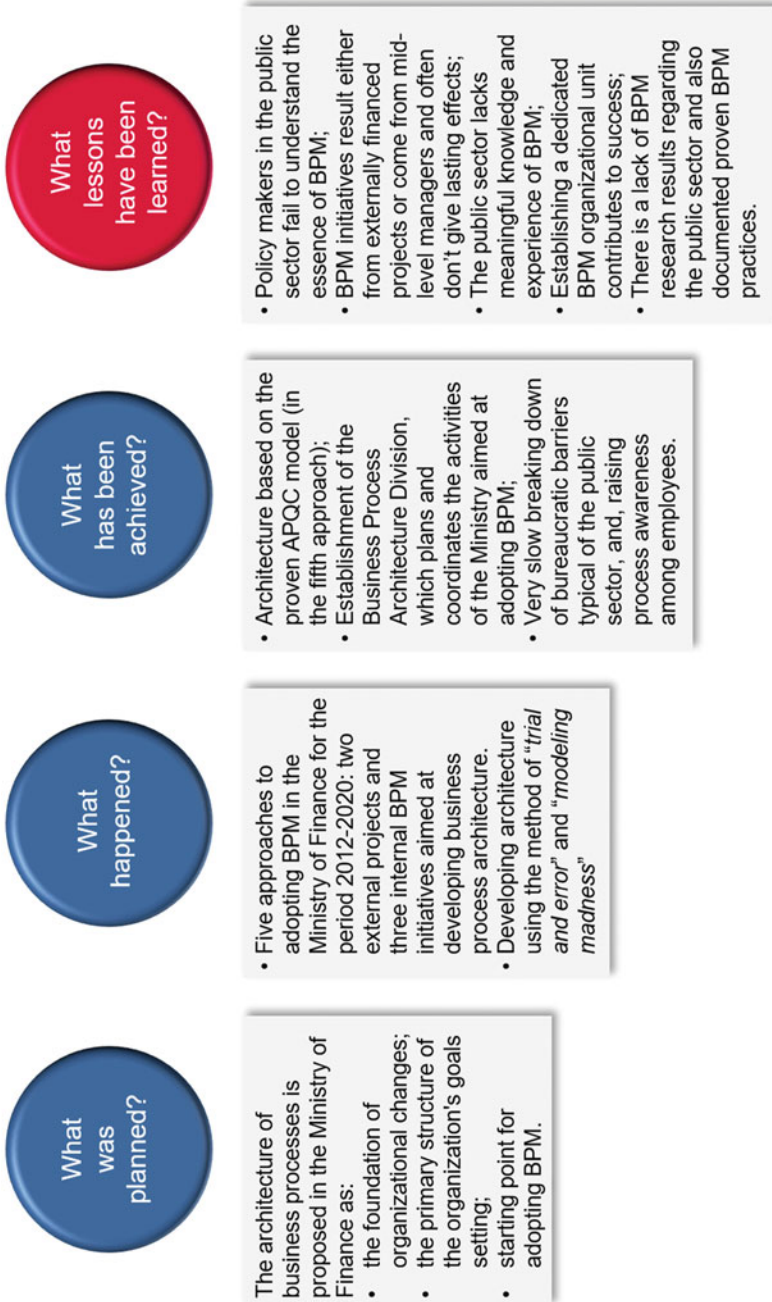 What
was
planned?
The architecture of
business processes is
proposed in the Ministry of
Finance as:
• the foundation of
organizational changes;
• the primary structure of
the organization's goals
setting;
• starting point for
adopting BPM.
What
happened?
• Five approaches to
adopting BPM in the
Ministry of Finance for the
period 2012-2020: two
external projects and
three internal BPM
initiatives aimed at
developing business
process architecture.
• Developing architecture
using the method of “trial
and error” and “modeling
madness”
What
has been
achieved?
• Architecture based on the
proven APQC model (in
the fifth approach);
• Establishment of the
Business Process
Architecture Division,
which plans and
coordinates the activities
of the Ministry aimed at
adopting BPM;
• Very slow breaking down
of bureaucratic barriers
typical of the public
sector, and, raising
process awareness
among employees.
What
lessons
have been
learned?
• Policy makers in the public
sector fail to understand the
essence of BPM;
• BPM initiatives result either
from externally financed
projects or come from mid-
level managers and often
don't give lasting effects;
• The public sector lacks
meaningful knowledge and
experience of BPM;
• Establishing a dedicated
BPM organizational unit
contributes to success;
• There is a lack of BPM
research results regarding
the public sector and also
documented proven BPM
practices.